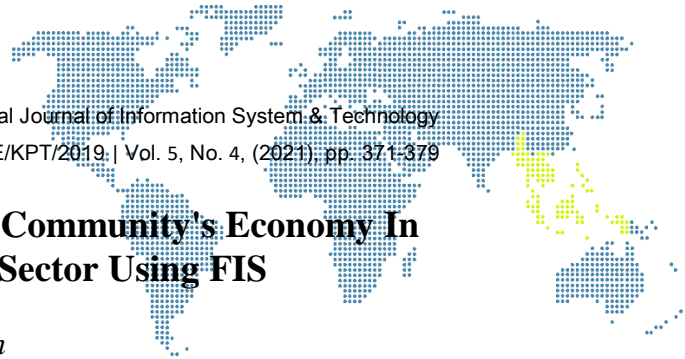 al Journal of Information System & Technology
E/KPT/2019 | Vol. 5, No. 4, (2021), pp. 371-379
Community's Economy In
Sector Using FIS